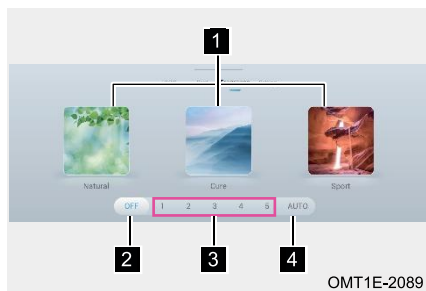 1
Natural
Cure
Sport
OFF 1 2 3 4 5 AUTO
2 3 4
OMT1E-2089